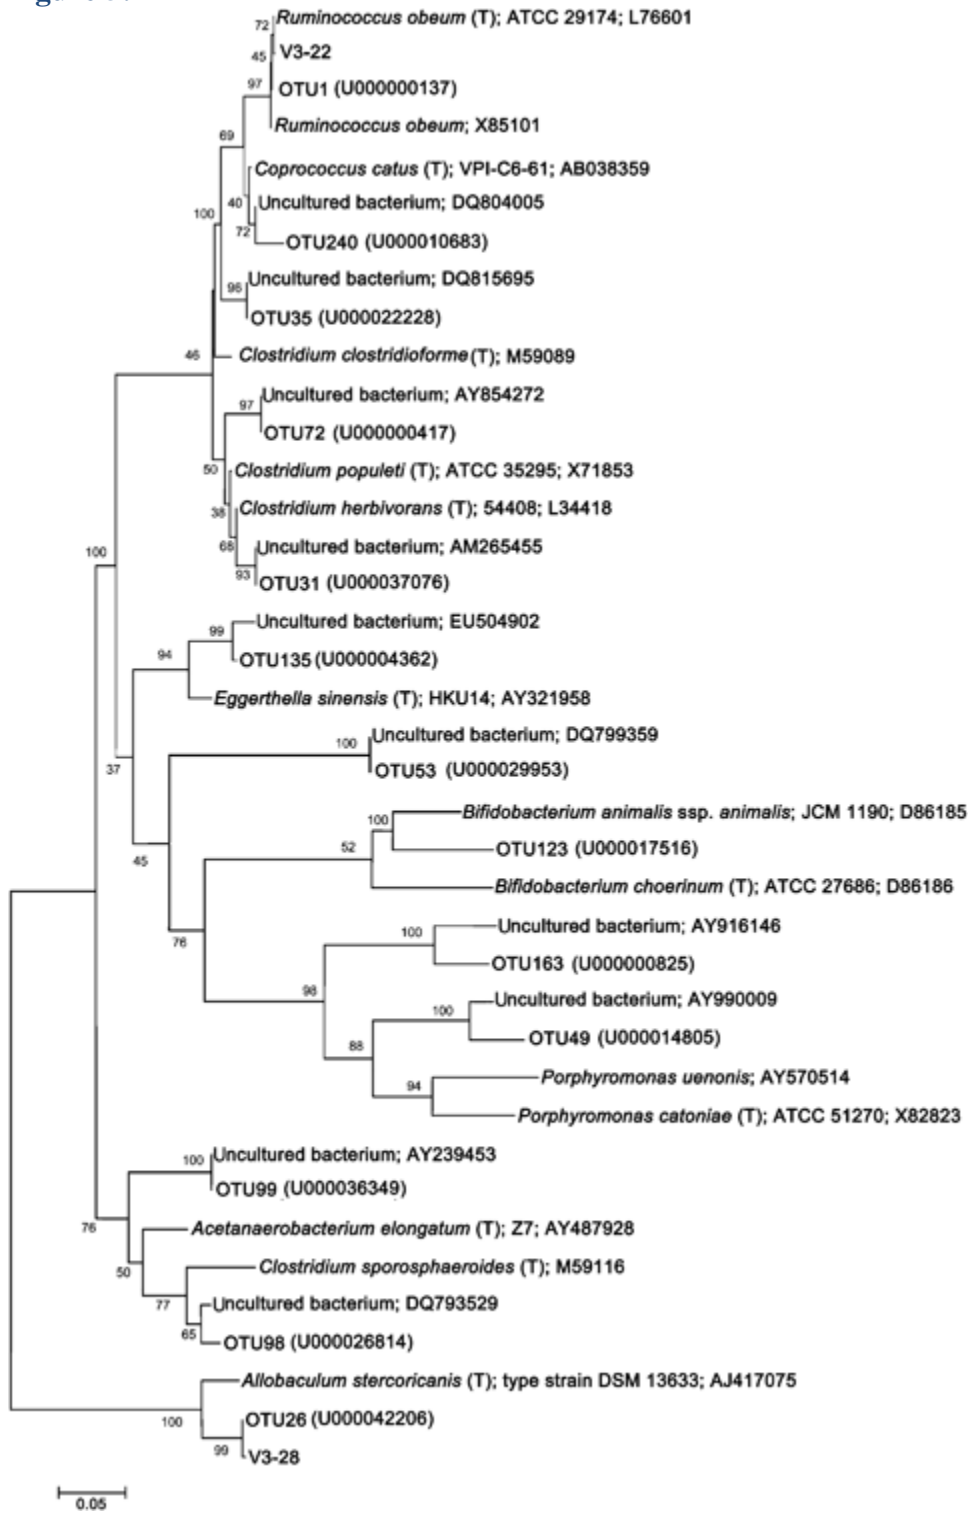 72
Ruminococcus obeum (T); ATCC 29174; L76601
45
V3-22
97
OTU1 (U000000137)
Ruminococcus obeum; X85101
69
Coprococcus catus (T); VPI-C6-61; AB038359
40
Uncultured bacterium; DQ804005
100
72
OTU240 (U000010683)
Uncultured bacterium; DQ815695
96
OTU35 (U000022228)
46
Clostridium clostridioforme(T); M59089
Uncultured bacterium; AY854272
97
OTU72 (U000000417)
50
Clostridium populeti (T); ATCC 35295; X71853
38
Clostridium herbivorans (T); 54408; L34418
68
Uncultured bacterium; AM265455
100
93
OTU31 (U000037076)
Uncultured bacterium; EU504902
99
94
OTU135(U000004362)
Eggerthella sinensis (T); HKU14; AY321958
100
Uncultured bacterium; DQ799359
37
OTU53 (U000029953)
Bifidobacterium animalis ssp. animalis; JCM 1190; D86185
100
52
OTU123 (U000017516)
45
Bifidobacterium choerinum (T); ATCC 27686; D86186
76
100
Uncultured bacterium; AY916146
OTU163 (U000000825)
98
Uncultured bacterium; AY990009
100
88
OTU49 (U000014805)
94
Porphyromonas uenonis; AY570514
Porphyromonas catoniae (T); ATCC 51270; X82823
100
Uncultured bacterium; AY239453
OTU99 (U000036349)
76
Acetanaerobacterium elongatum (T); Z7; AY487928
50
Clostridium sporosphaeroides (T); M59116
77
Uncultured bacterium; DQ793529
65
OTU98 (U000026814)
Allobaculum stercoricanis (T); type strain DSM 13633; AJ417075
100
OTU26 (U000042206)
99
V3-28
0.05